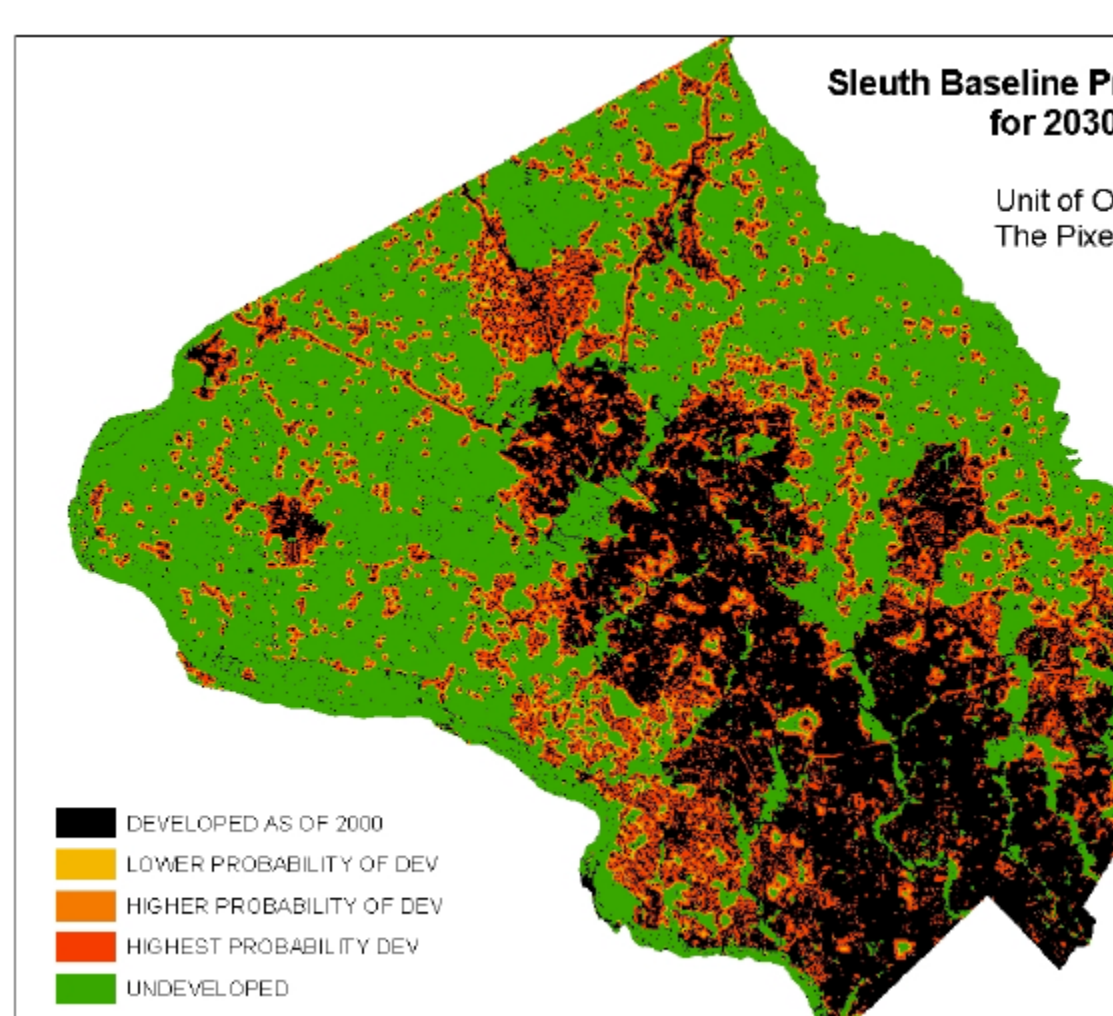 Sleuth Baseline Pr
for 2030
Unit of O
The Pixe
DEVELOPED AS OF 2000
LOWER PROBABILITY OF DEV
HIGHER PROBABILITY OF DEV
HIGHEST PROBABILITY DEV
UNDEVELOPED